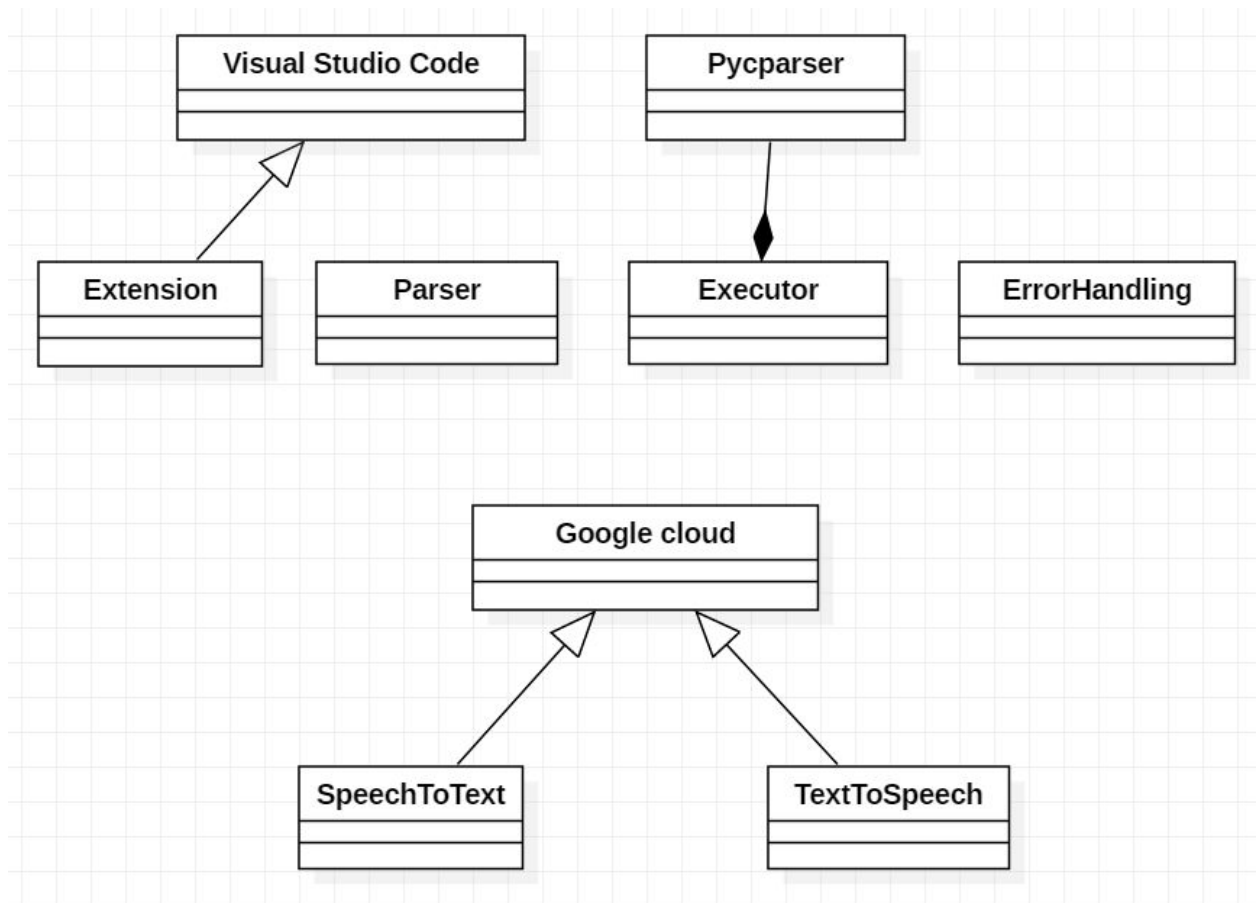 Visual Studio Code
Pycparser
Extension
Parser
Executor
ErrorHandling
Google cloud
SpeechToText
TextToSpeech